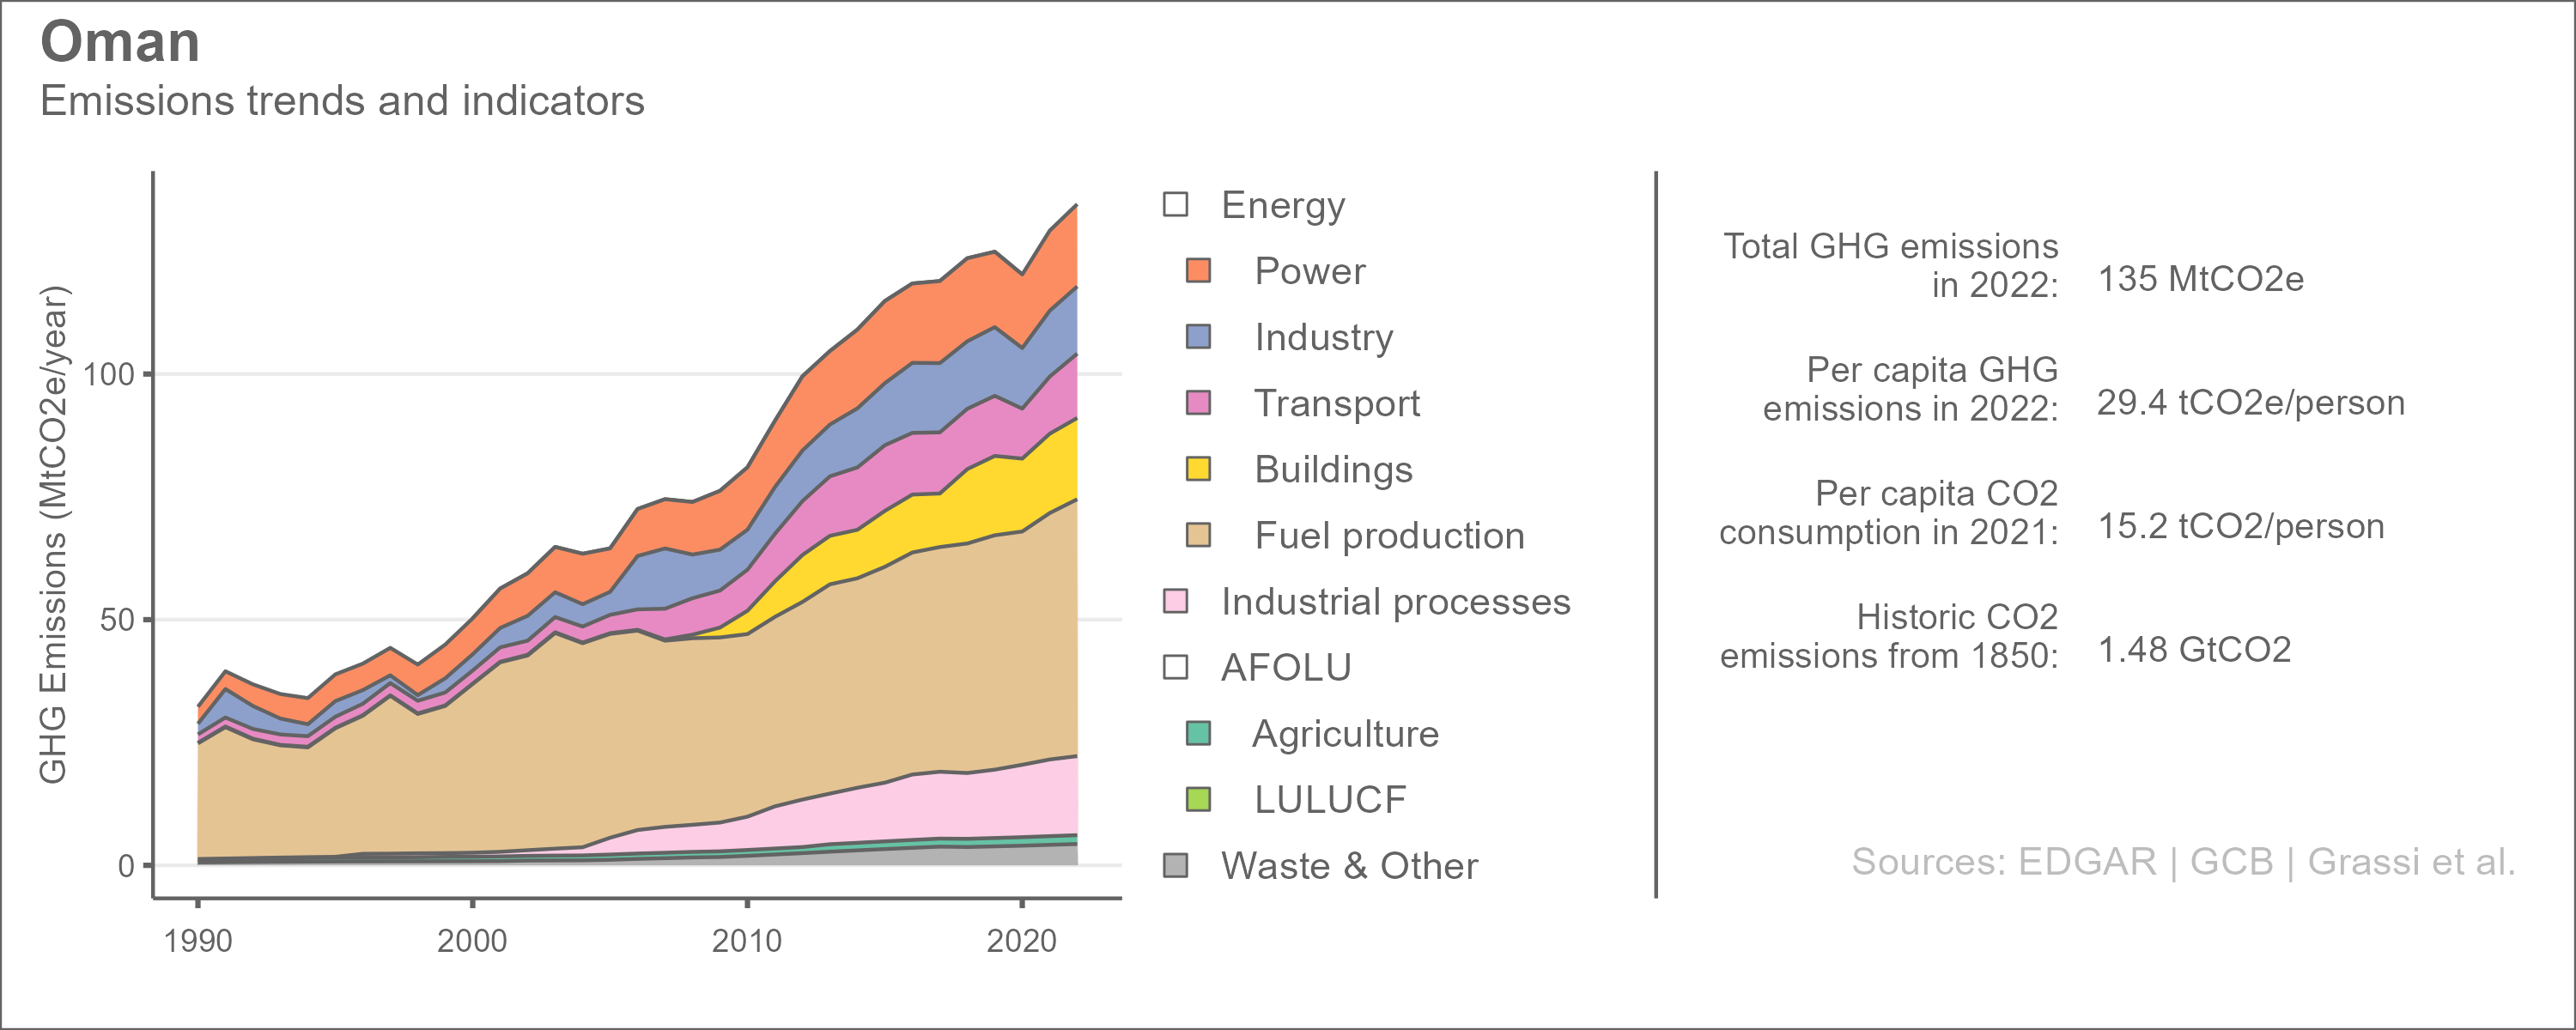 Oman
Emissions trends and indicators
GHG Emissions (MtCO2e/year)
100
50
0
1990
2000
2010
2020
Energy
Power
Industry
Transport
Buildings
Fuel production
Industrial processes
AFOLU
Agriculture
LULUCF
Waste & Other
Total GHG emissions
in 2022:
135 MtCO2e
Per capita GHG
emissions in 2022:
29.4 tCO2e/person
Per capita CO2
consumption in 2021:
15.2 tCO2/person
Historic CO2
emissions from 1850:
1.48 GtCO2
Sources: EDGAR | GCB | Grassi et al.